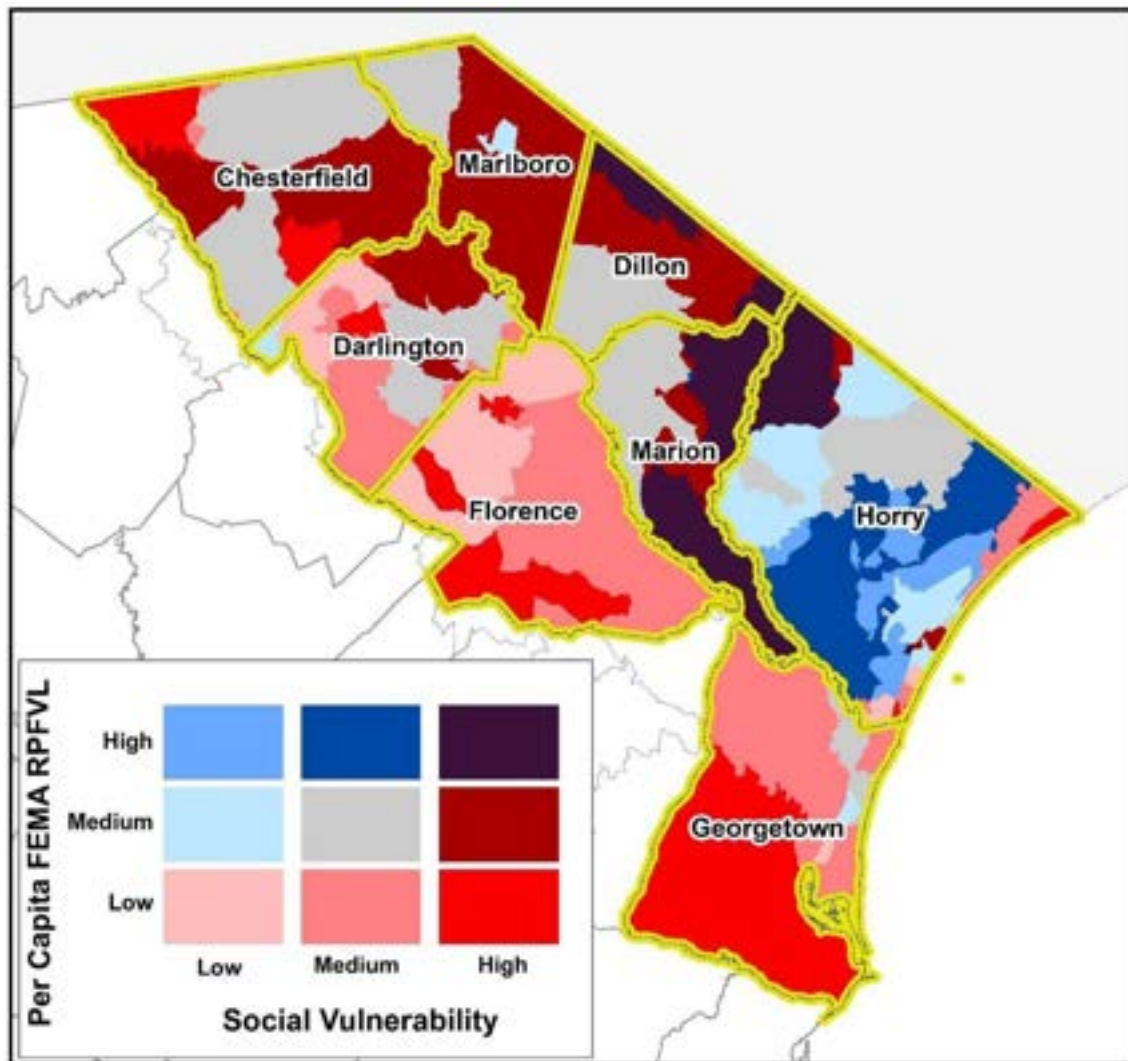 Chesterfield
Marlboro
Dillon
Darlington
Marion
Florence
Horry
Georgetown
Per Capita FEMA RPFVL
High
Medium
Low
Low Medium High
Social Vulnerability